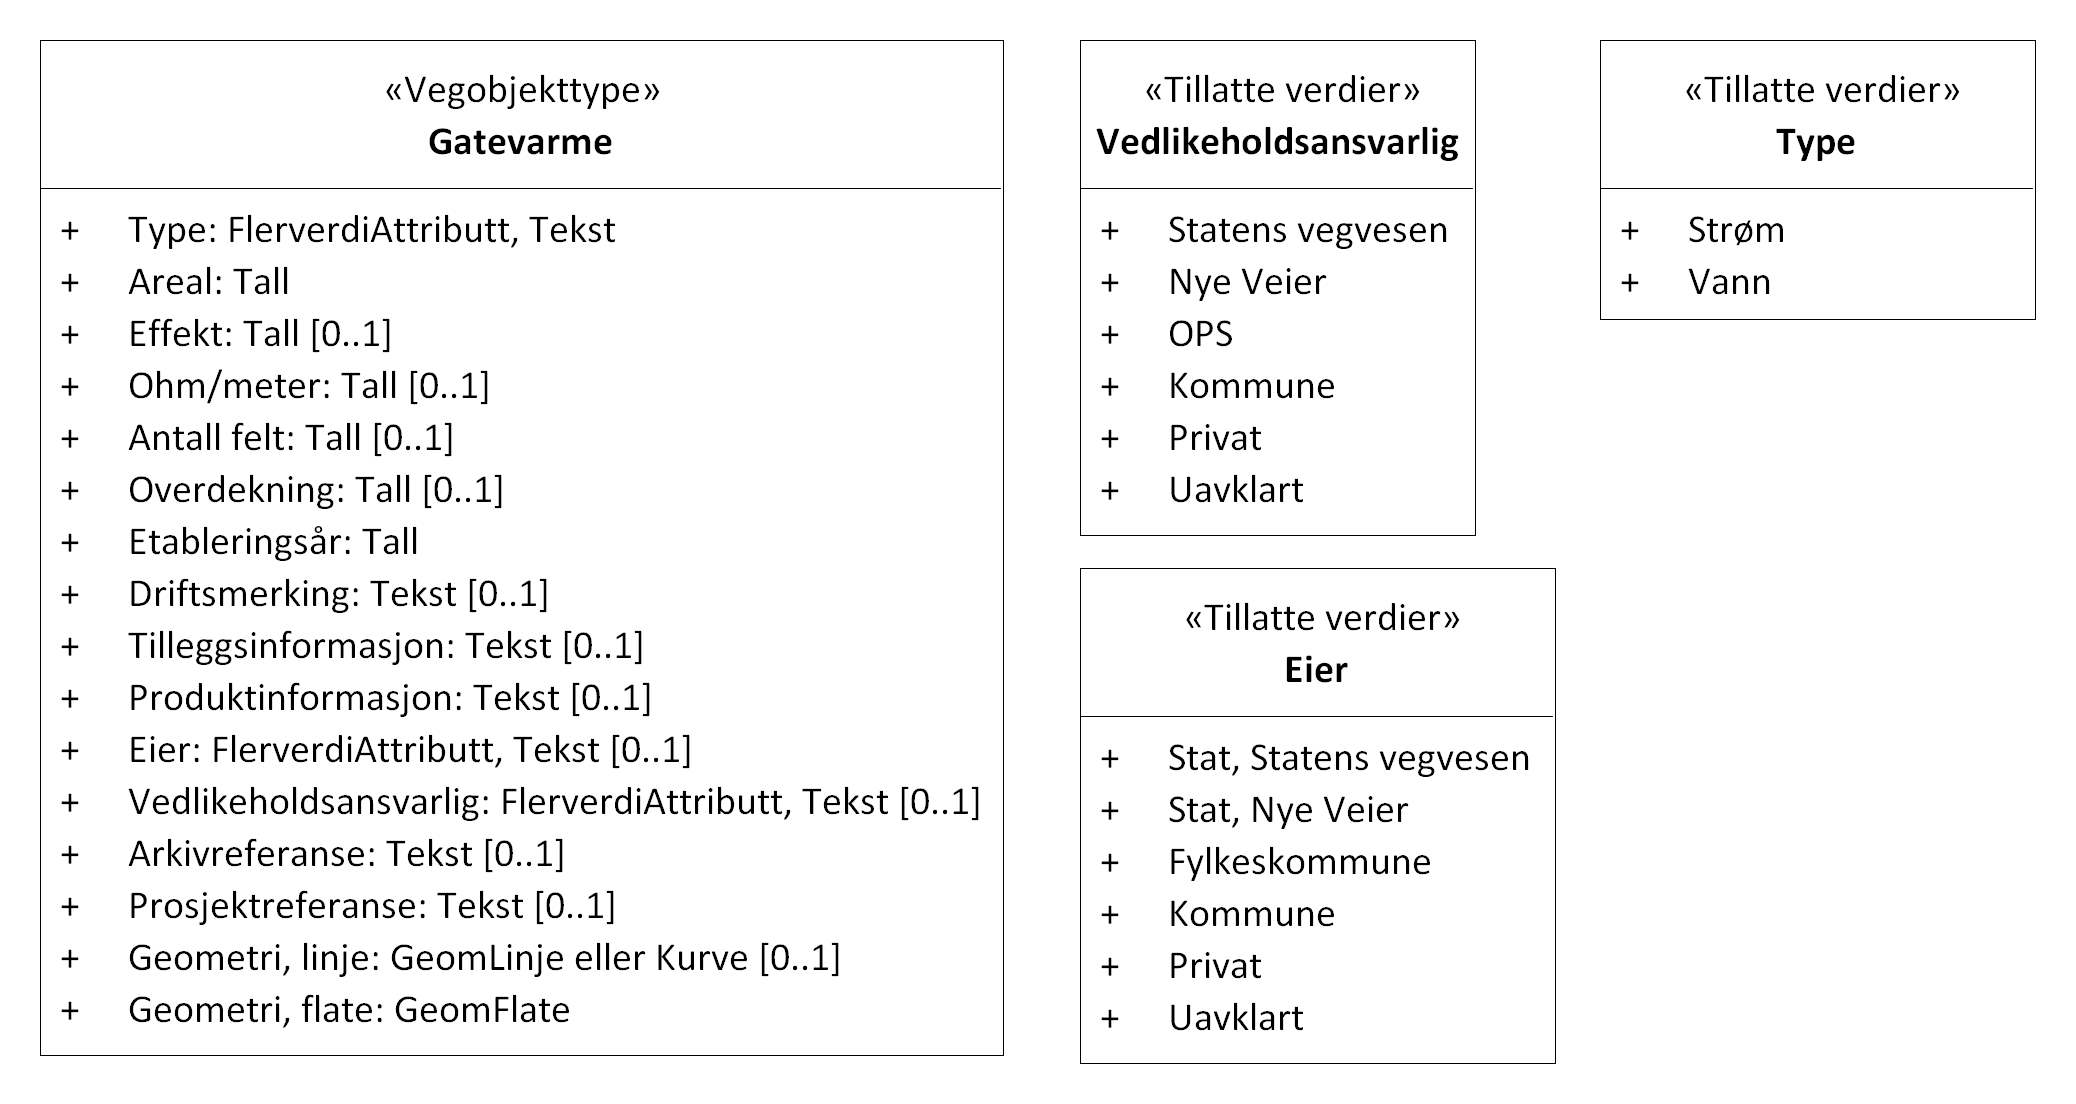 «Vegobjekttype»
Gatevarme
+ Type: FlerverdiAttributt, Tekst
+ Areal: Tall
+ Effekt: Tall [0..1]
+ Ohm/meter: Tall [0..1]
+ Antall felt: Tall [0..1]
+ Overdekning: Tall [0..1]
+ Etableringsår: Tall
+ Driftsmerking: Tekst [0..1]
+ Tilleggsinformasjon: Tekst [0..1]
+ Produktinformasjon: Tekst [0..1]
+ Eier: FlerverdiAttributt, Tekst [0..1]
+ Vedlikeholdsansvarlig: FlerverdiAttributt, Tekst [0..1]
+ Arkivreferanse: Tekst [0..1]
+ Prosjektreferanse: Tekst [0..1]
+ Geometri, linje: GeomLinje eller Kurve [0..1]
+ Geometri, flate: GeomFlate
«Tillatte verdier»
Vedlikeholdsansvarlig
+ Statens vegvesen
+ Nye Veier
+ OPS
+ Kommune
+ Privat
+ Uavklart
«Tillatte verdier»
Eier
+ Stat, Statens vegvesen
+ Stat, Nye Veier
+ Fylkeskommune
+ Kommune
+ Privat
+ Uavklart
«Tillatte verdier»
Type
+ Strøm
+ Vann